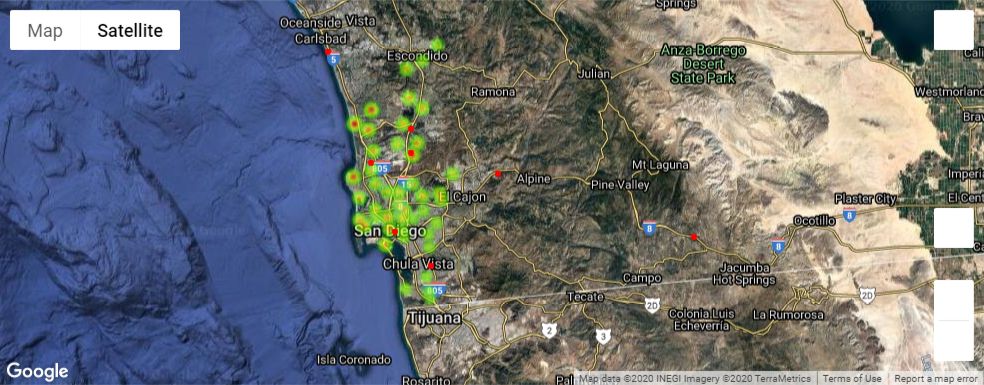 Springs
Oceanside Vista
Map Satellite
Carlsbad
5
Escondido
Anza-Borrego
Desert
State Park
Julian
Ramona
Westmorland
805
15
Mt Laguna
Alpine
Pine Valley
El Cajon
Plaster City
El Cent
8
Ocotillo
8
8
8
San Diego
Chula Vista
Jacumba
Hot Springs
Campo
805
Tecate
2D
2D
Colonia Luis
Echeverría
La Rumorosa
Tijuana
2
3
Isla Coronado
Google
Rosarito
Map data ©2020 INEGI Imagery ©2020 TerraMetrics Terms of Use Report a map error